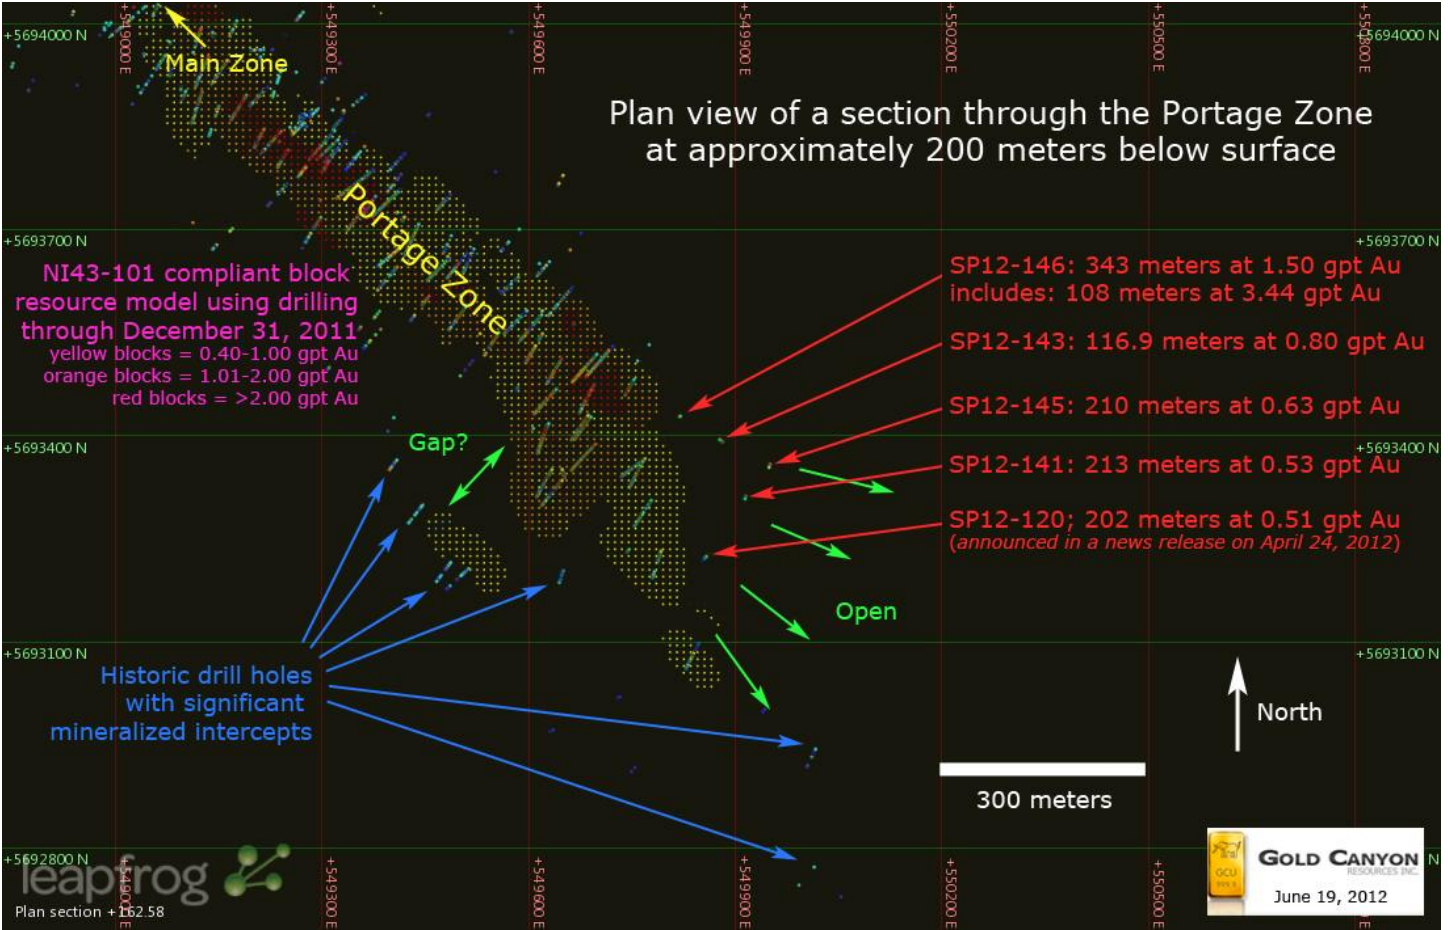 +549000 E
+549300 E
+549600 E
+549900 E
+550200 E
+550500 E
+550800 E
+5694000 N
+5694000 N
Main Zone
Plan view of a section through the Portage Zone
at approximately 200 meters below surface
Portage Zone
+5693700 N
+5693700 N
NI43-101 compliant block
resource model using drilling
through December 31, 2011
yellow blocks = 0.40-1.00 gpt Au
orange blocks = 1.01-2.00 gpt Au
red blocks = >2.00 gpt Au
SP12-146: 343 meters at 1.50 gpt Au
includes: 108 meters at 3.44 gpt Au
SP12-143: 116.9 meters at 0.80 gpt Au
SP12-145: 210 meters at 0.63 gpt Au
+5693400 N
+5693400 N
Gap?
SP12-141: 213 meters at 0.53 gpt Au
SP12-120; 202 meters at 0.51 gpt Au
(announced in a news release on April 24, 2012)
Open
+5693100 N
+5693100 N
Historic drill holes
with significant
mineralized intercepts
North
300 meters
+5692800 N
N
leapfrog
Plan section +162.58
+549000 E
+549300 E
+549600 E
+549900 E
+550200 E
+550500 E
GCU
999.9
GOLD CANYON
RESOURCES INC.
June 19, 2012